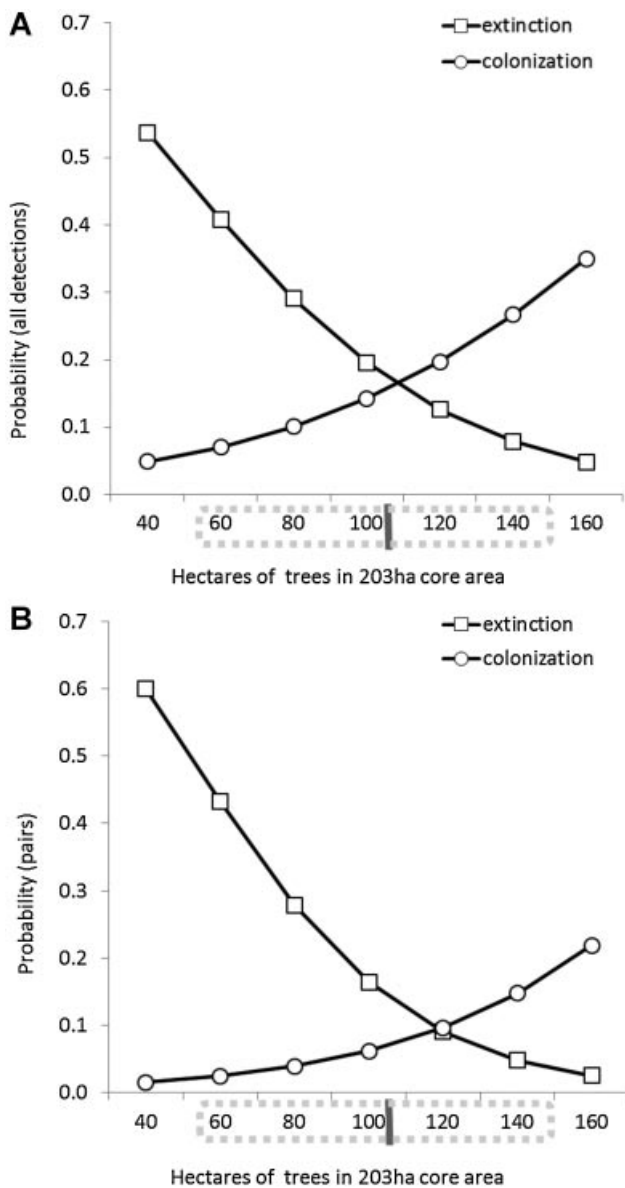 A
extinction
colonization
0.7
0.6
0.5
0.4
0.3
0.2
0.1
0.0
Probability (all detections)
40 60 80 100 120 140 160
Hectares of trees in 203ha core area
B
extinction
colonization
0.7
0.6
0.5
0.4
0.3
0.2
0.1
0.0
Probability (pairs)
40 60 80 100 120 140 160
Hectares of trees in 203ha core area